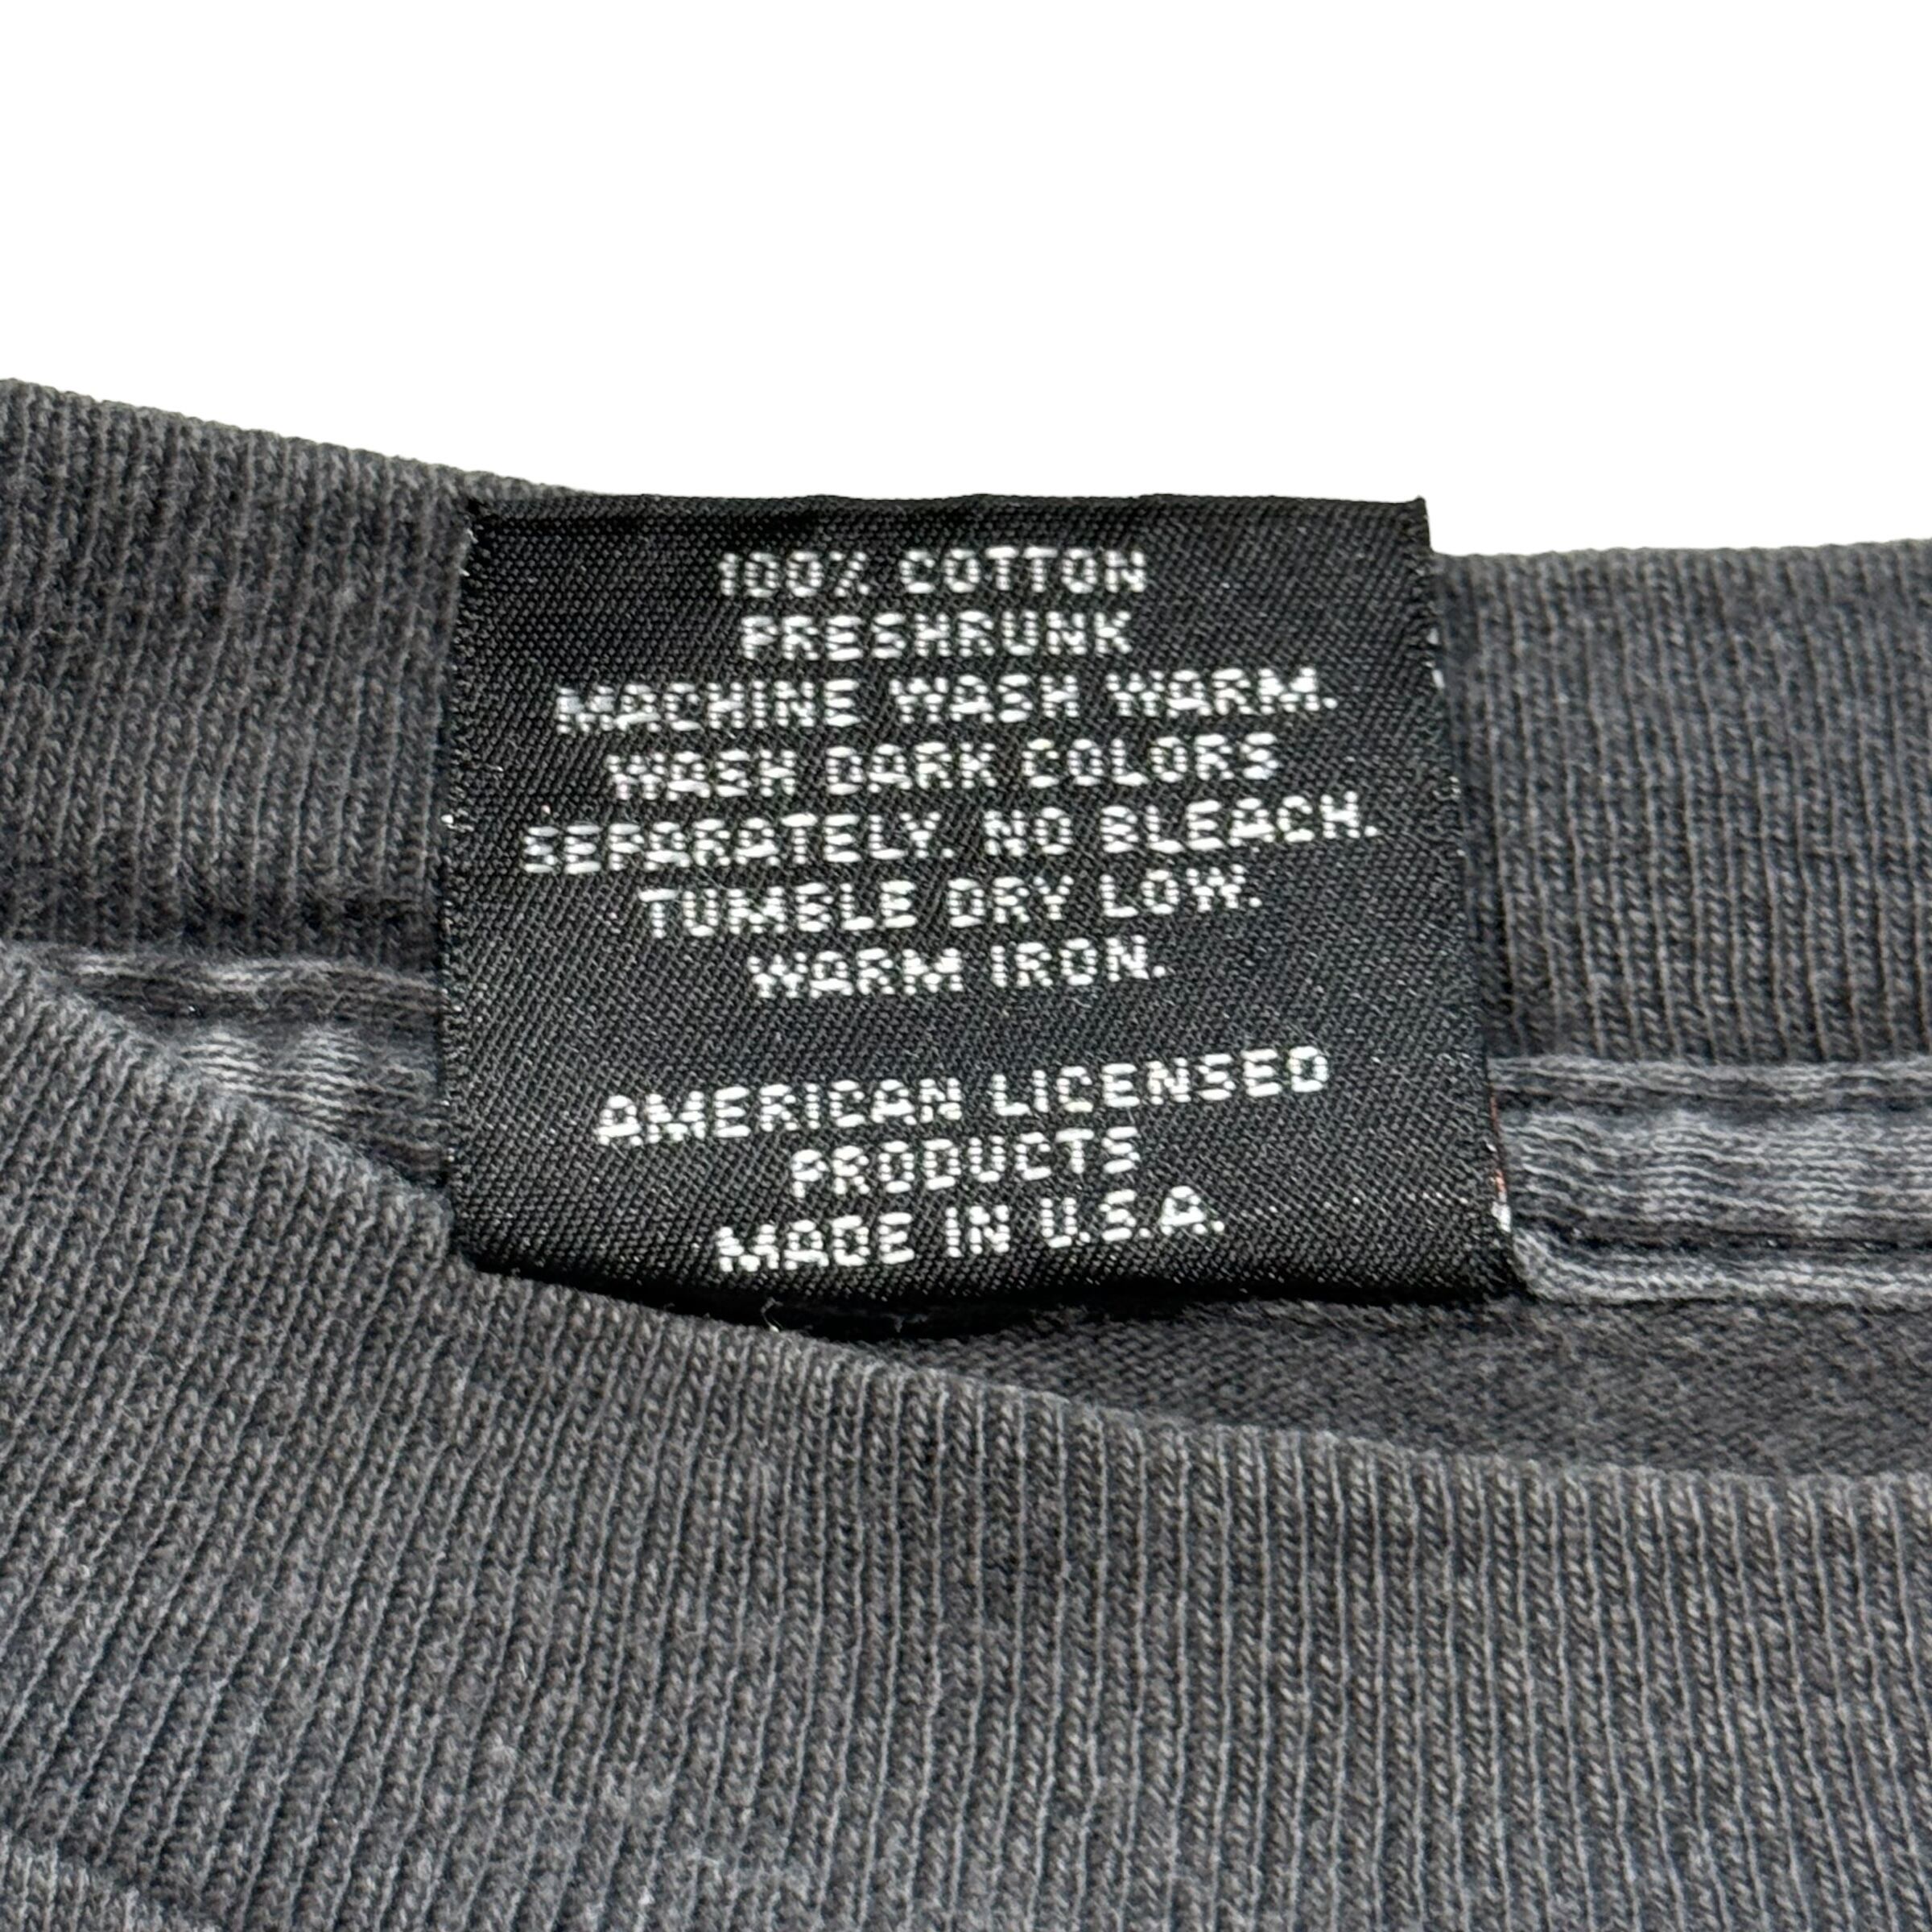 100% COTTON
PRESHRUNK
MACHINE WASH WARM.
WASH DARK COLORS
SEPARATELY. NO BLEACH.
TUMBLE DRY LOW.
WARM IRON.
AMERICAN LICENSED
PRODUCTS
MADE IN U.S.A.